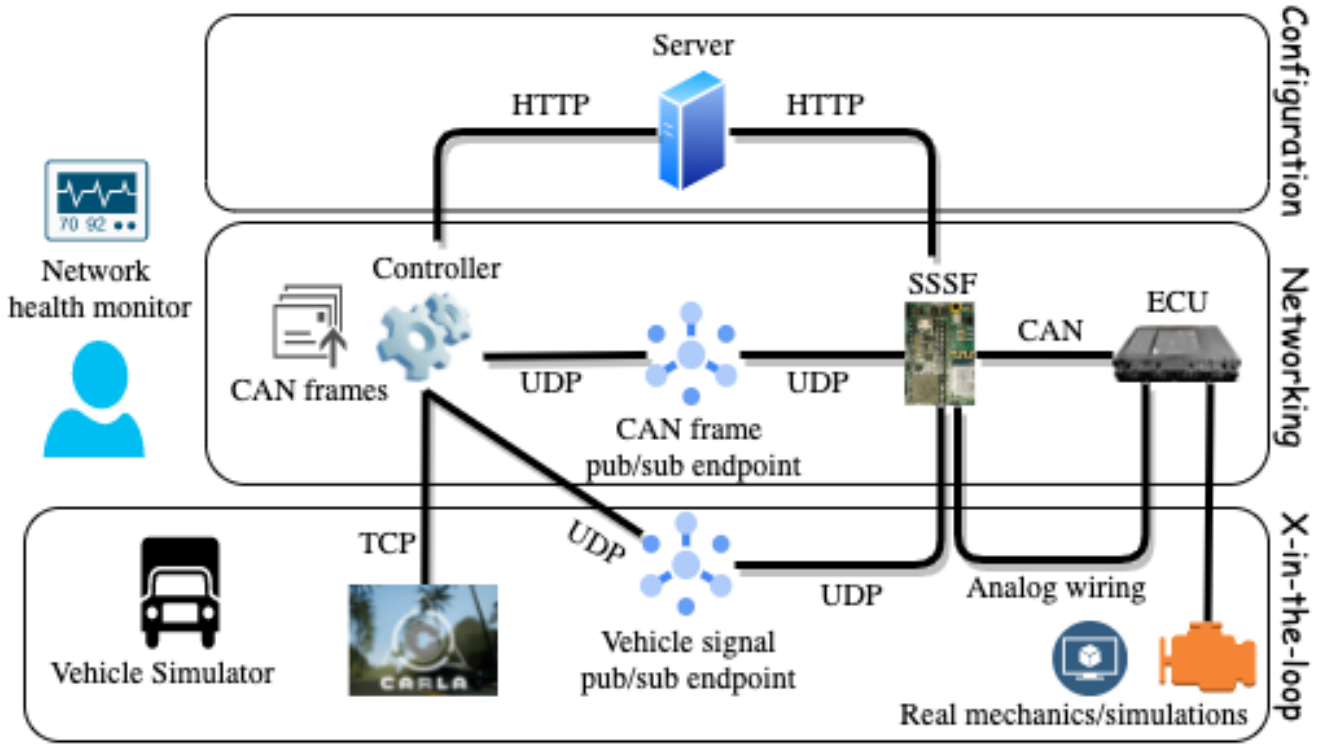 Configuration
Server
HTTP
HTTP
70 92
Network
health monitor
Networking
Controller
SSSF
ECU
CAN
CAN frames
UDP
UDP
CAN frame
pub/sub endpoint
X-in-the-loop
TCP
UDP
UDP
Analog wiring
Vehicle Simulator
CARLA
Vehicle signal
pub/sub endpoint
Real mechanics/simulations